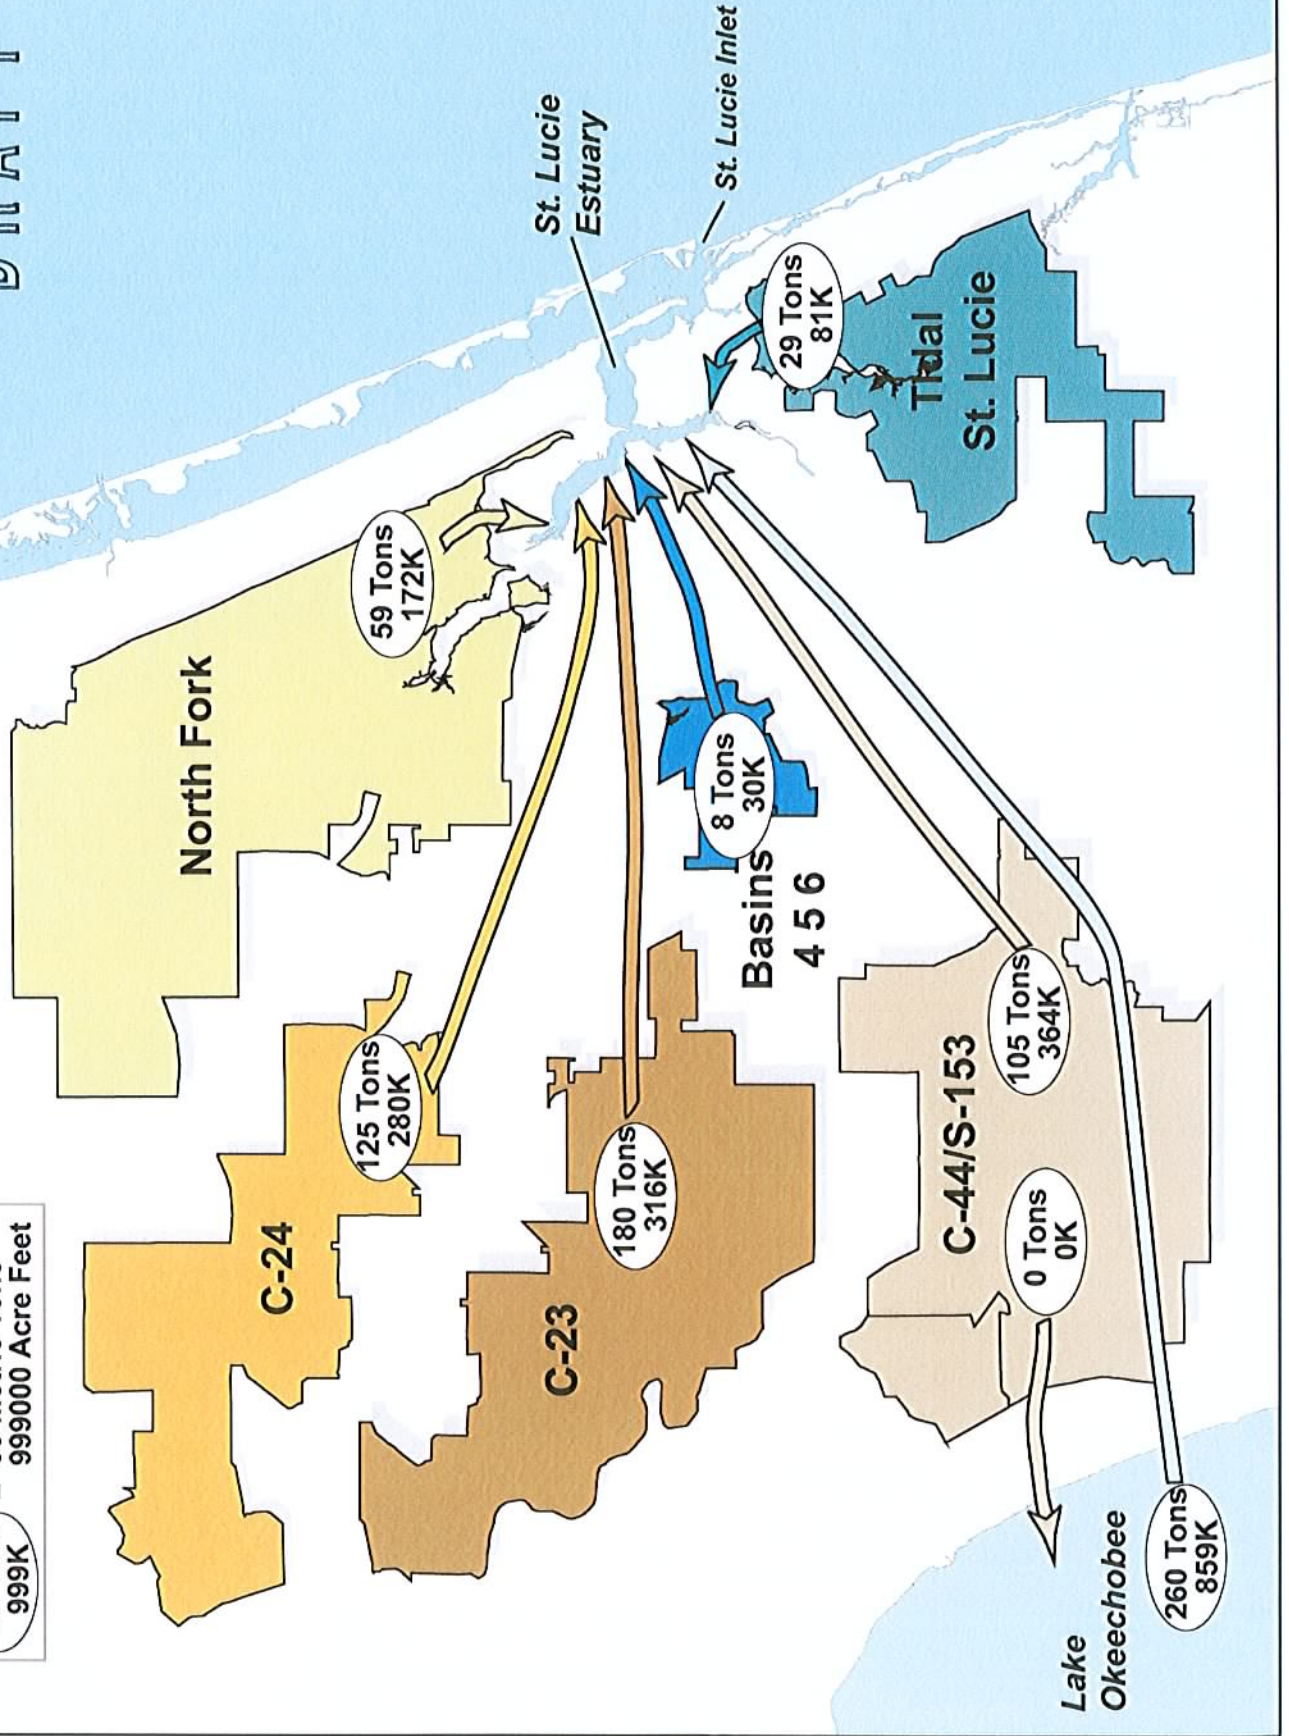 999K
999000 Acre Feet
North Fork
59 Tons
172K
C-24
125 Tons
280K
C-23
180 Tons
316K
Basins
4 5 6
8 Tons
30K
C-44/S-153
105 Tons
364K
0 Tons
0K
Lake
Okeechobee
260 Tons
859K
St. Lucie
Estuary
St. Lucie Inlet
29 Tons
81K
Tidal
St. Lucie